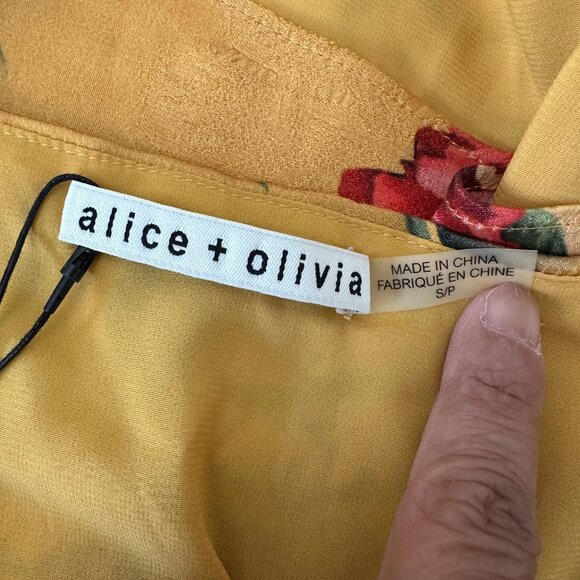 alice + olivia
MADE IN CHINA
FABRIQUÉ EN CHINE
S/P